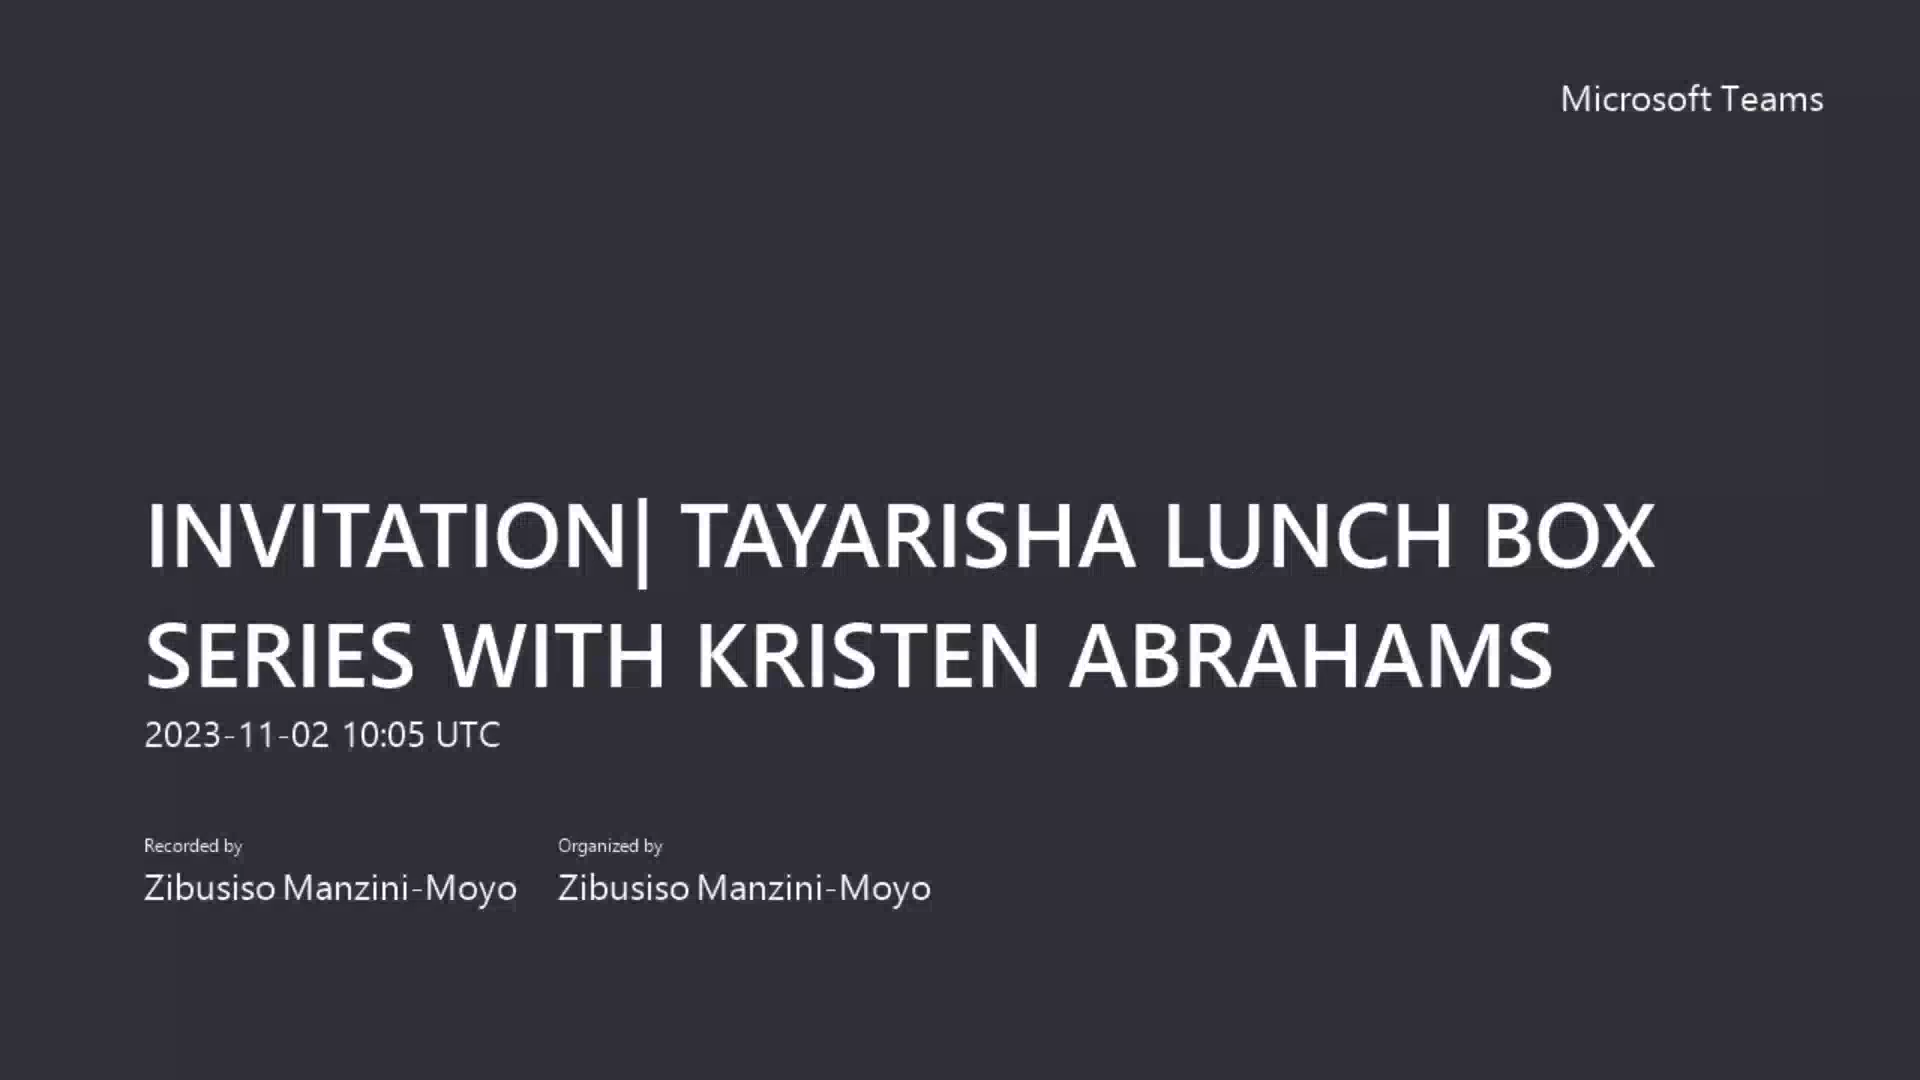 Microsoft Teams
INVITATION| TAYARISHA LUNCH BOX
SERIES WITH KRISTEN ABRAHAMS
2023-11-02 10:05 UTC
Recorded by
Zibusiso Manzini-Moyo
Organized by
Zibusiso Manzini-Moyo